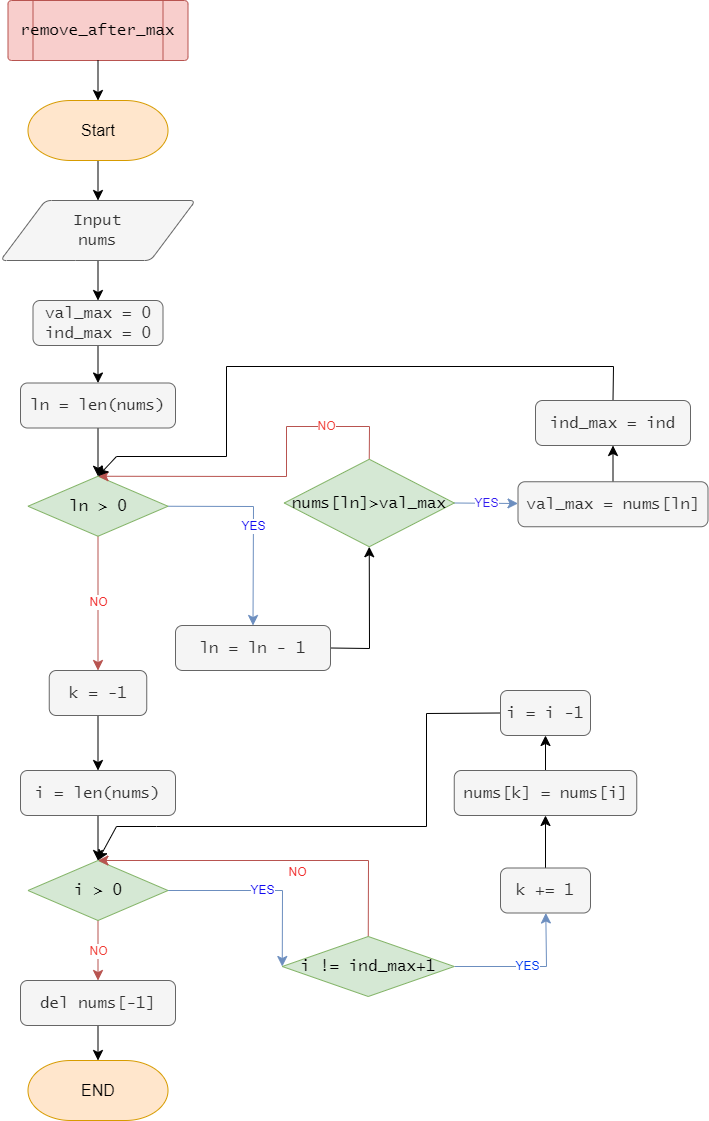 remove_after_max
Start
Input
nums
val_max = 0
ind_max = 0
ln = len(nums)
ind_max = ind
NO
ln > 0
nums[ln]>val_max
YES
val_max = nums[ln]
YES
NO
ln = ln - 1
k = -1
i = i -1
i = len(nums)
nums[k] = nums[i]
NO
i > 0
YES
k += 1
NO
i != ind_max+1
YES
del nums[-1]
END